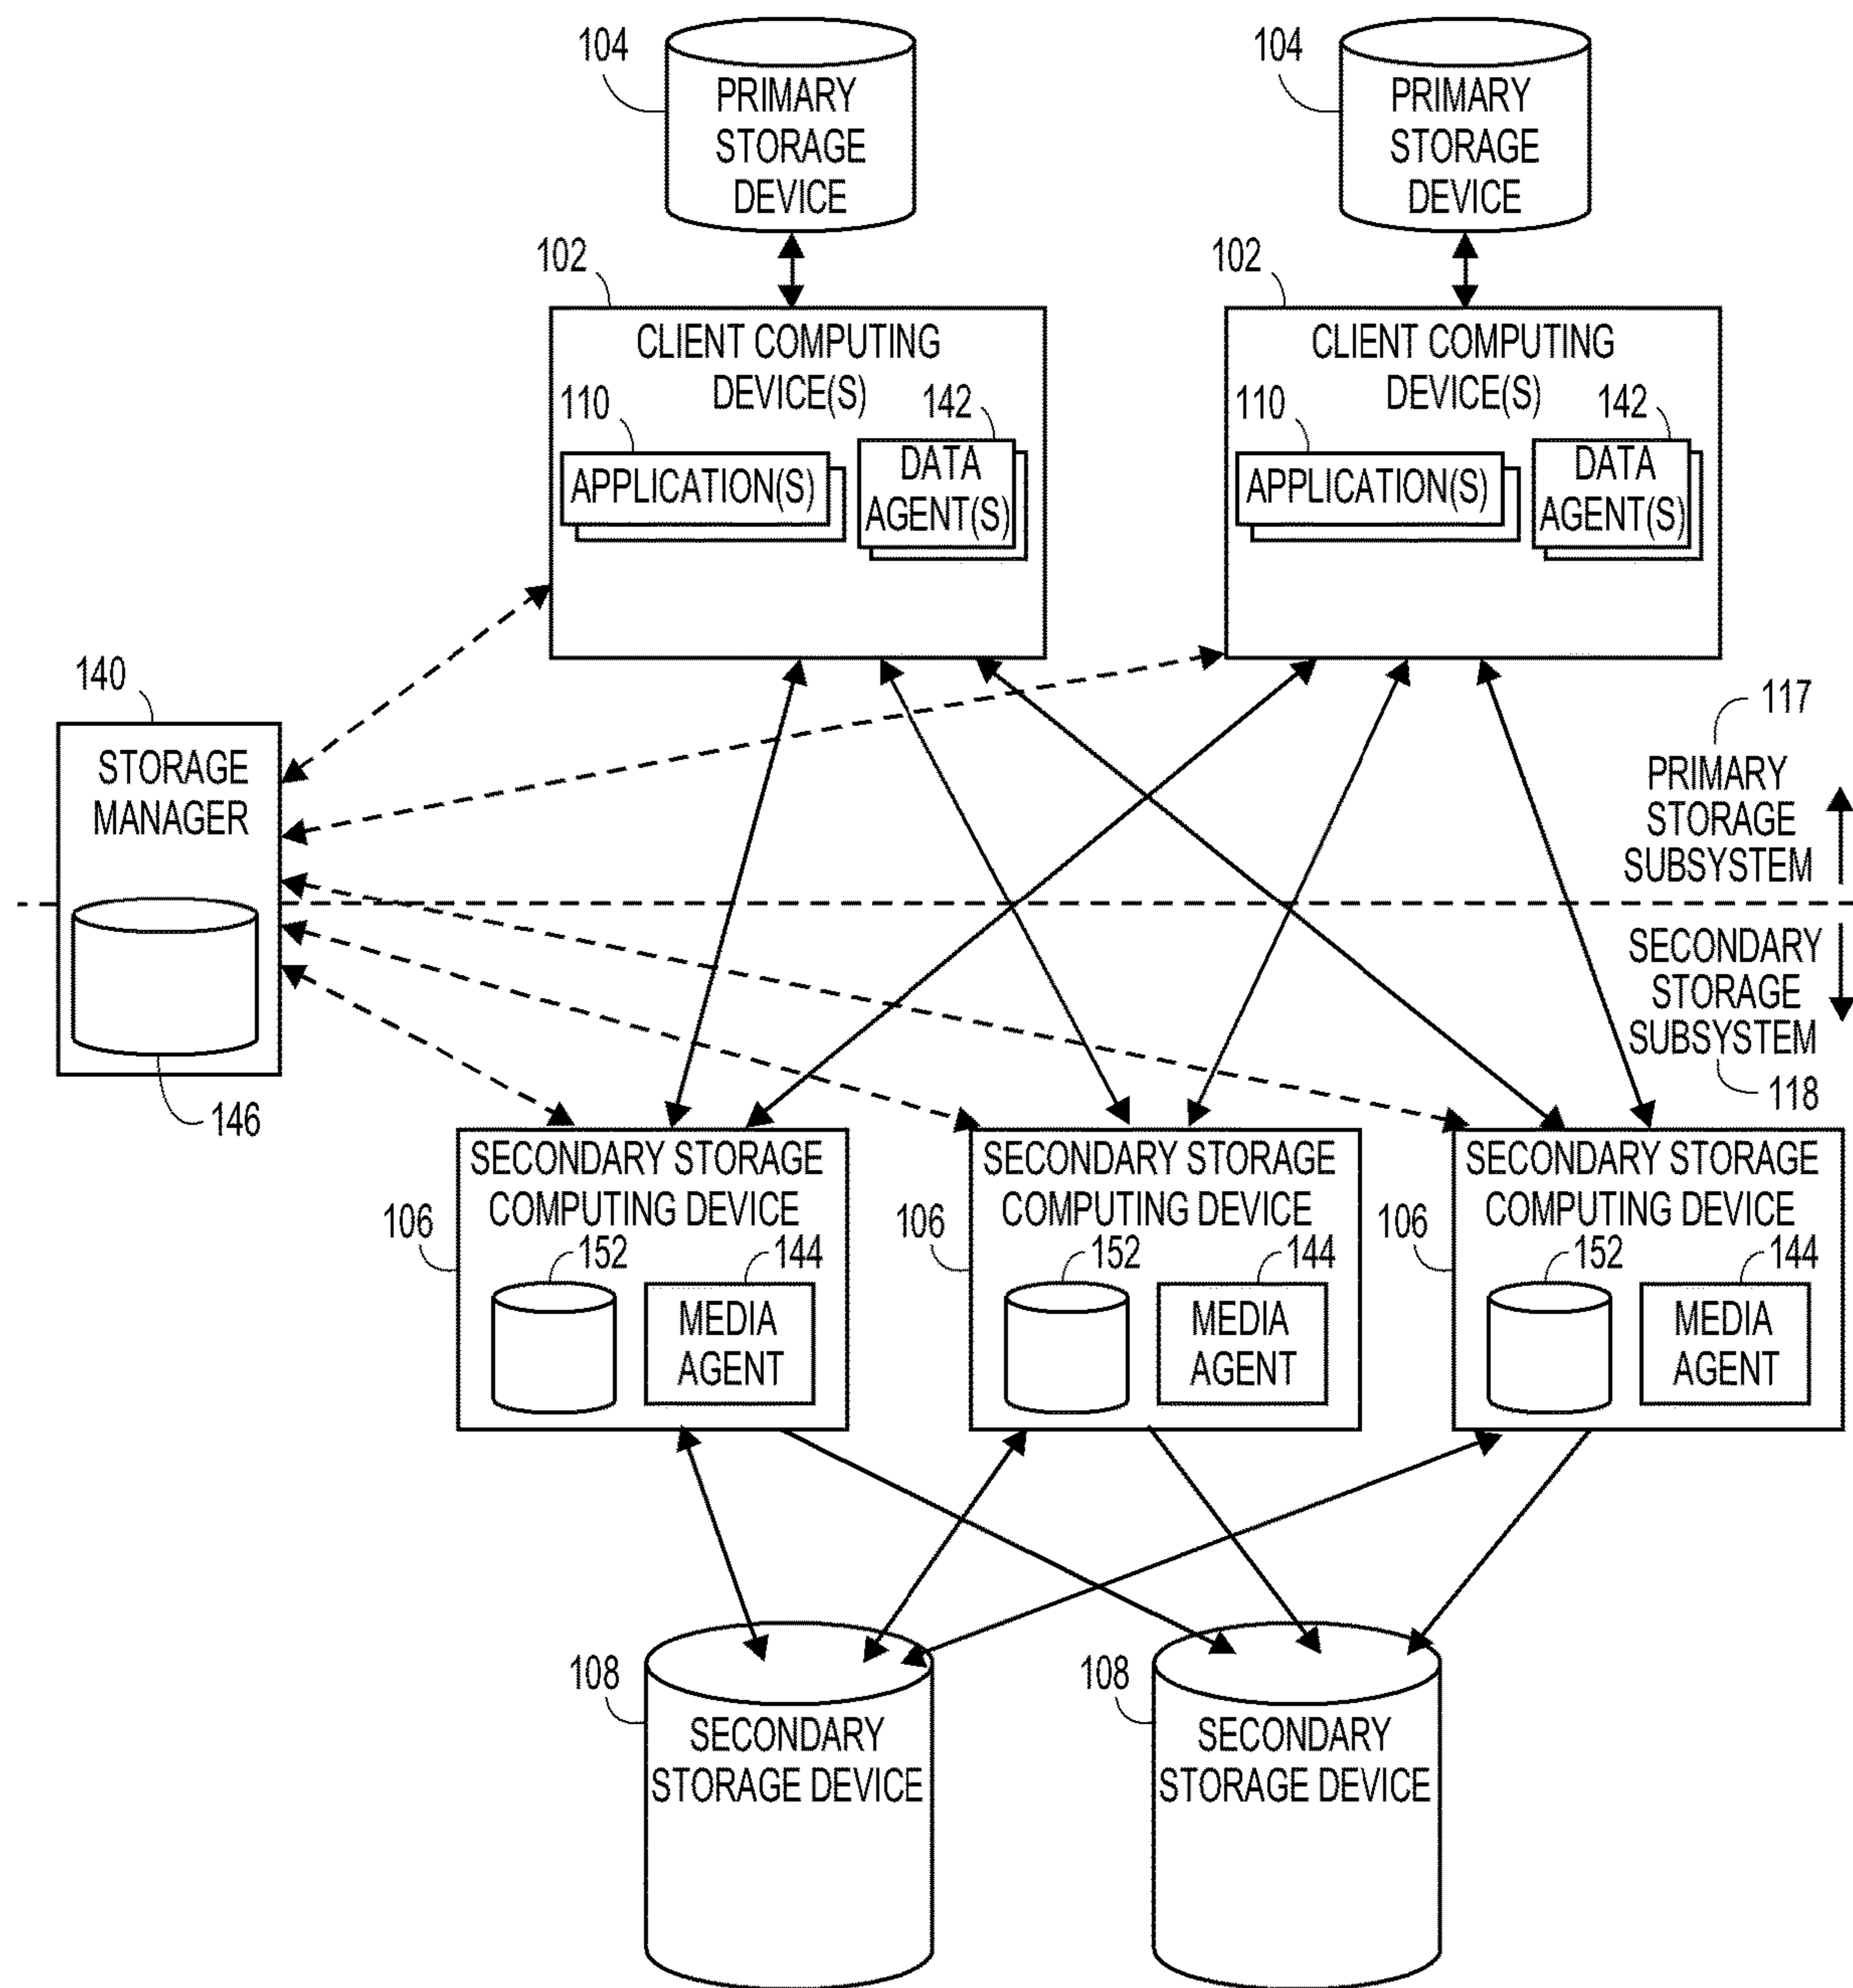 104
PRIMARY
STORAGE
DEVICE
104
PRIMARY
STORAGE
DEVICE
102
CLIENT COMPUTING
DEVICE(S)
110
142
APPLICATION(S)
DATA
AGENT(S)
102
CLIENT COMPUTING
DEVICE(S)
110
142
APPLICATION(S)
DATA
AGENT(S)
140
STORAGE
MANAGER
146
117
PRIMARY
STORAGE
SUBSYSTEM
SECONDARY
STORAGE
SUBSYSTEM
118
SECONDARY STORAGE
COMPUTING DEVICE
106
152
144
MEDIA
AGENT
SECONDARY STORAGE
COMPUTING DEVICE
106
152
144
MEDIA
AGENT
SECONDARY STORAGE
COMPUTING DEVICE
106
152
144
MEDIA
AGENT
108
SECONDARY
STORAGE DEVICE
108
SECONDARY
STORAGE DEVICE